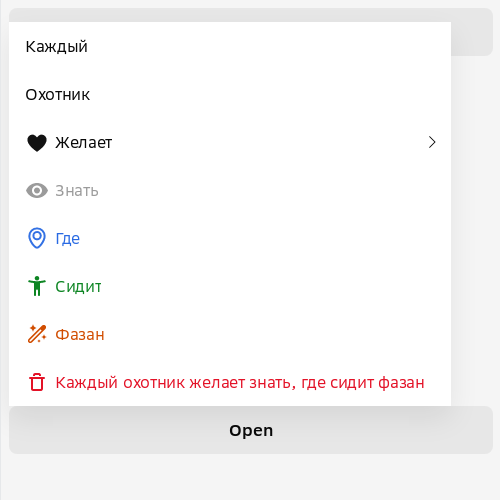 Каждый
Охотник
Желает
Знать
Где
Сидит
Фазан
Каждый охотник желает знать, где сидит фазан
Open